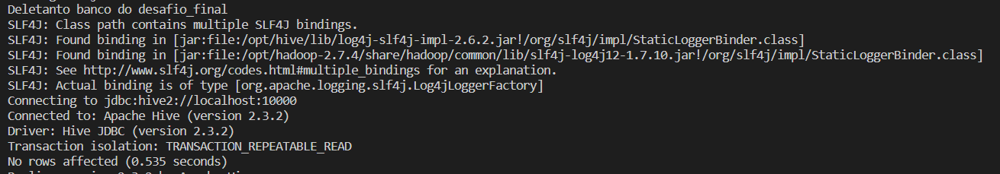 Deletanto banco do desafio_final
SLF4J: Class path contains multiple SLF4J bindings.
SLF4J: Found binding in [jar:file:/opt/hive/lib/log4j-slf4j-impl-2.6.2.jar!/org/slf4j/impl/StaticLoggerBinder.class]
SLF4J: Found binding in [jar:file:/opt/hadoop-2.7.4/share/hadoop/common/lib/slf4j-log4j12-1.7.10.jar!/org/slf4j/impl/StaticLoggerBinder.class]
SLF4J: See http://www.slf4j.org/codes.html#multiple_bindings for an explanation.
SLF4J: Actual binding is of type [org.apache.logging.slf4j.Log4jLoggerFactory]
Connecting to jdbc:hive2://localhost:10000
Connected to: Apache Hive (version 2.3.2)
Driver: Hive JDBC (version 2.3.2)
Transaction isolation: TRANSACTION_REPEATABLE_READ
No rows affected (0.535 seconds)